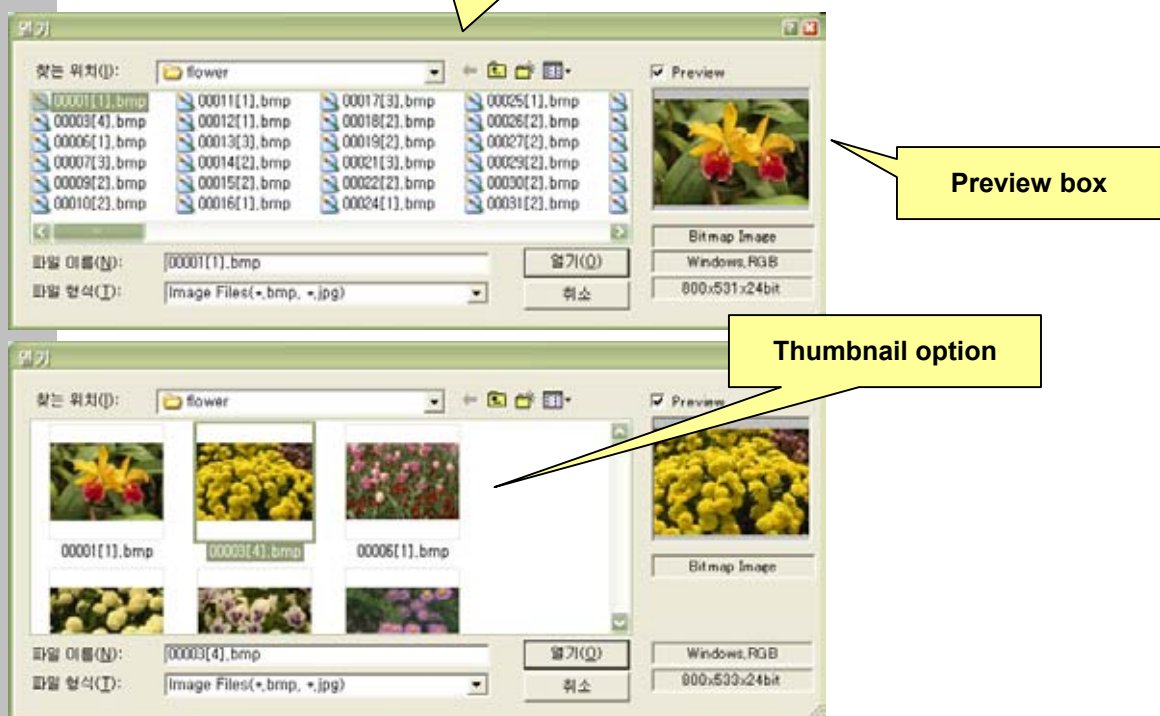 열기
찾는 위치(I):
flower
Preview
00001[1].bmp
00011[1].bmp
00017[3].bmp
00025[1].bmp
00003[4].bmp
00012[1].bmp
00018[2].bmp
00026[2].bmp
00006[1].bmp
00013[3].bmp
00019[2].bmp
00027[2].bmp
00007[3].bmp
00014[2].bmp
00021[3].bmp
00029[2].bmp
00009[2].bmp
00015[2].bmp
00022[2].bmp
00030[2].bmp
00010[2].bmp
00016[1].bmp
00024[1].bmp
00031[2].bmp
Preview box
Bitmap Image
파일 이름(N):
00001[1].bmp
열기(O)
Windows,RGB
파일 형식(T):
Image Files(*.bmp, *.jpg)
취소
800x531x24bit
열기
Thumbnail option
찾는 위치(I):
flower
Preview
00001[1].bmp
00003[4].bmp
00006[1].bmp
Bitmap Image
파일 이름(N):
00003[4].bmp
열기(O)
Windows,RGB
파일 형식(T):
Image Files(*.bmp, *.jpg)
취소
800x533x24bit